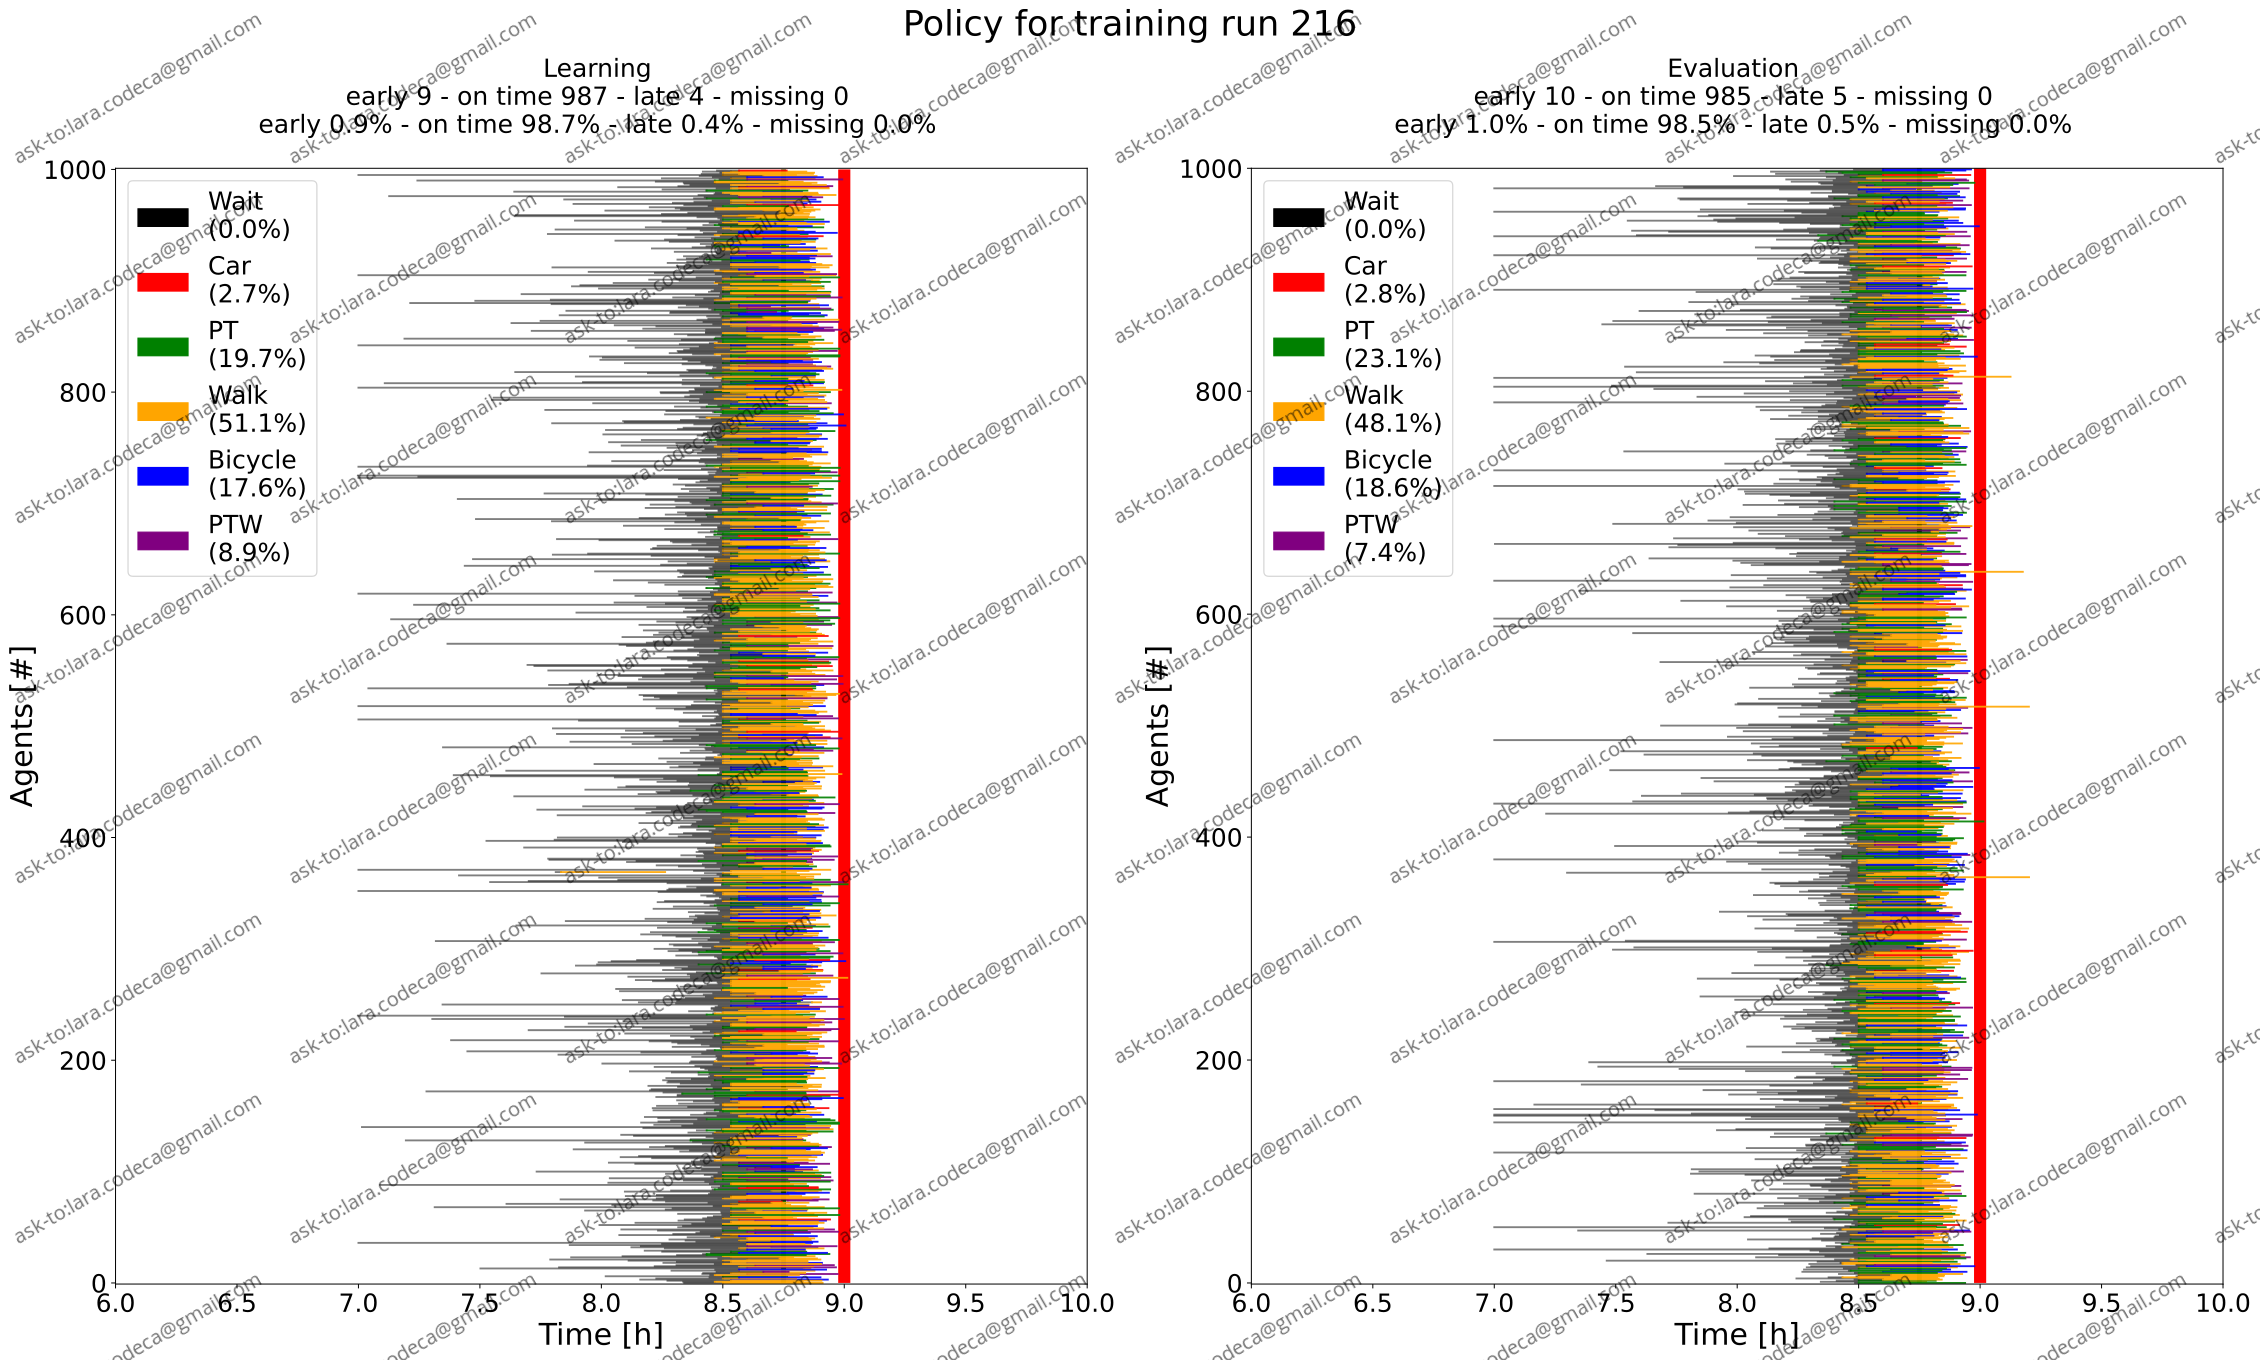 Policy for training run 216
Learning
early 9 - on time 987 - late 4 - missing 0
early 0.9% - on time 98.7% - late 0.4% - missing 0.0%
Agents [#]
1000
800
600
400
200
0
Wait
(0.0%)
Car
(2.7%)
PT
(19.7%)
Walk
(51.1%)
Bicycle
(17.6%)
PTW
(8.9%)
6.0 6.5 7.0 7.5 8.0 8.5 9.0 9.5 10.0
Time [h]
Evaluation
early 10 - on time 985 - late 5 - missing 0
early 1.0% - on time 98.5% - late 0.5% - missing 0.0%
Agents [#]
1000
800
600
400
200
0
Wait
(0.0%)
Car
(2.8%)
PT
(23.1%)
Walk
(48.1%)
Bicycle
(18.6%)
PTW
(7.4%)
6.0 6.5 7.0 7.5 8.0 8.5 9.0 9.5 10.0
Time [h]
ask-to:lara.codeca@gmail.com